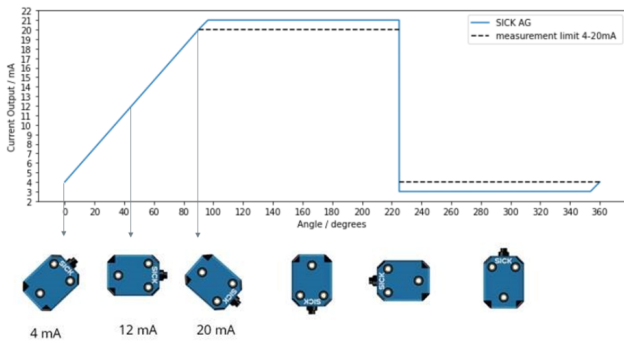 22
21
20
19
18
17
16
15
14
13
12
11
10
9
8
7
6
5
4
3
2
Current Output / mA
SICK AG
measurement limit 4-20mA
0 20 40 60 80 100 120 140 160 180 200 220 240 260 280 300 320 340 360
Angle / degrees
SICK
SICK
SICK
SICK
SICK
SICK
4 mA
12 mA
20 mA